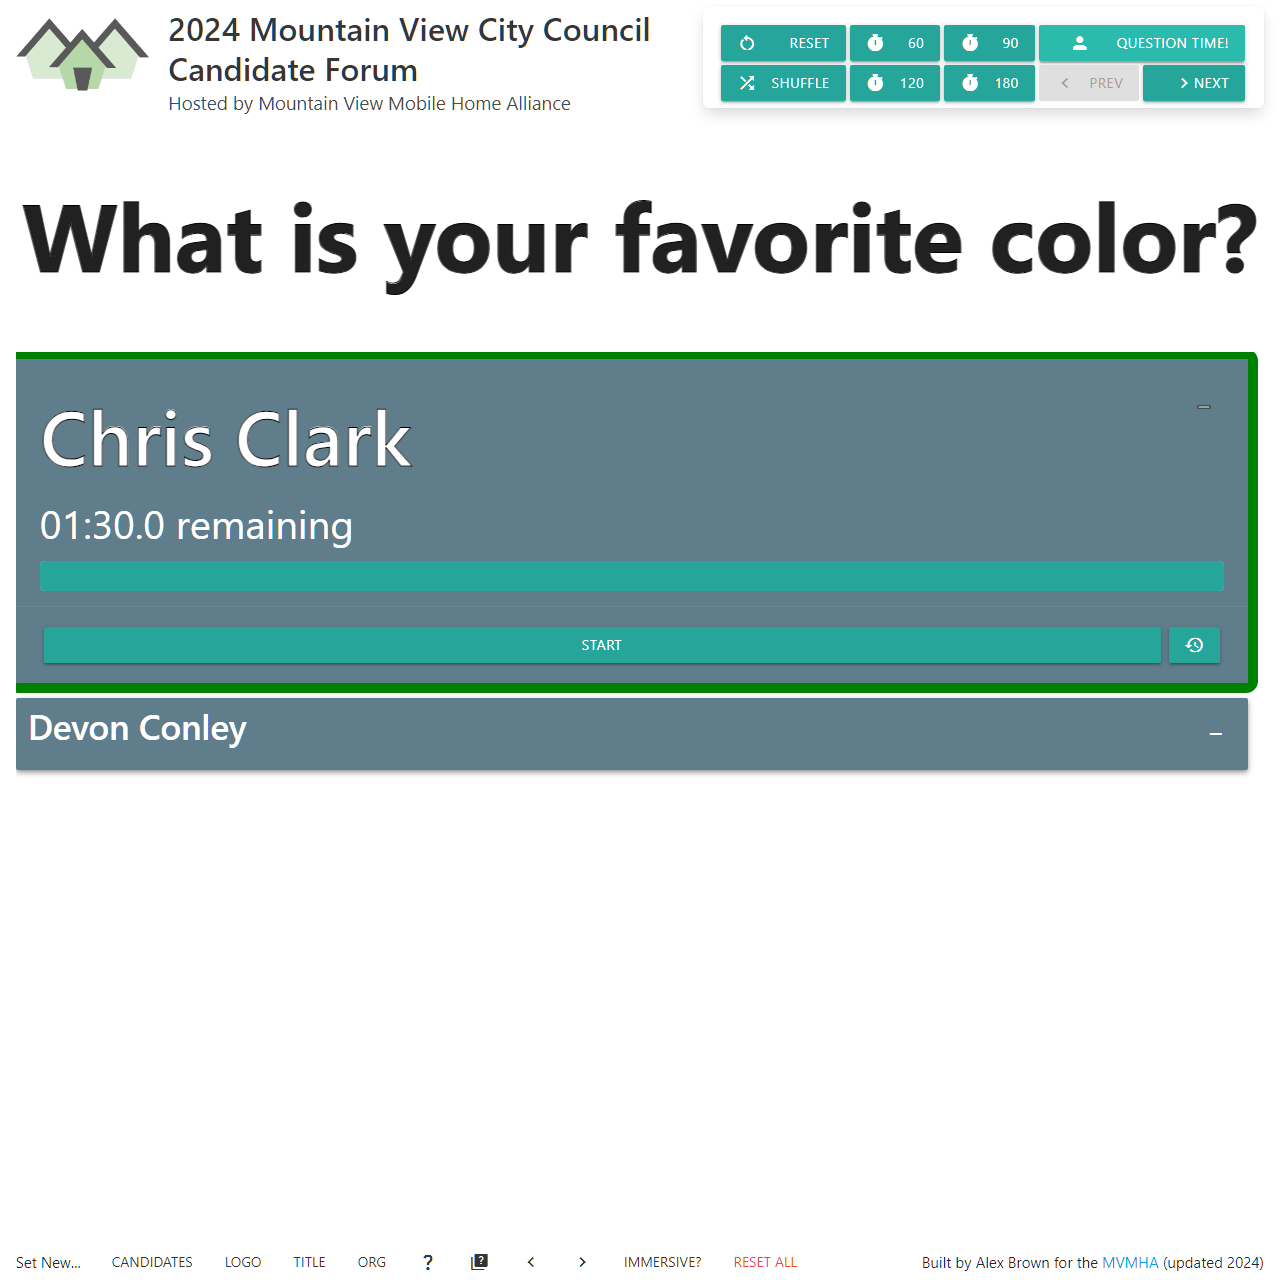 2024 Mountain View City Council
Candidate Forum
Hosted by Mountain View Mobile Home Alliance
RESET 60 90 QUESTION TIME!
SHUFFLE 120 180 PREV NEXT
What is your favorite color?
Chris Clark
01:30.0 remaining
START
Devon Conley
Set New... CANDIDATES LOGO TITLE ORG ? ? IMMERSIVE? RESET ALL Built by Alex Brown for the MVMHA (updated 2024)